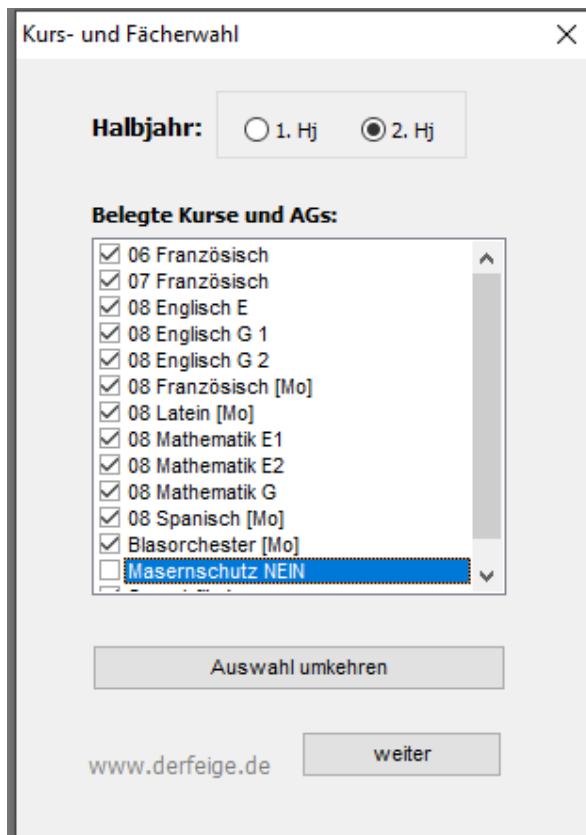 Kurs- und Fächerwahl
Halbjahr: 1. Hj 2. Hj
Belegte Kurse und AGs:
06 Französisch
07 Französisch
08 Englisch E
08 Englisch G 1
08 Englisch G 2
08 Französisch [Mo]
08 Latein [Mo]
08 Mathematik E1
08 Mathematik E2
08 Mathematik G
08 Spanisch [Mo]
Blasorchester [Mo]
Masernschutz NEIN
Auswahl umkehren
weiter
www.derfeige.de